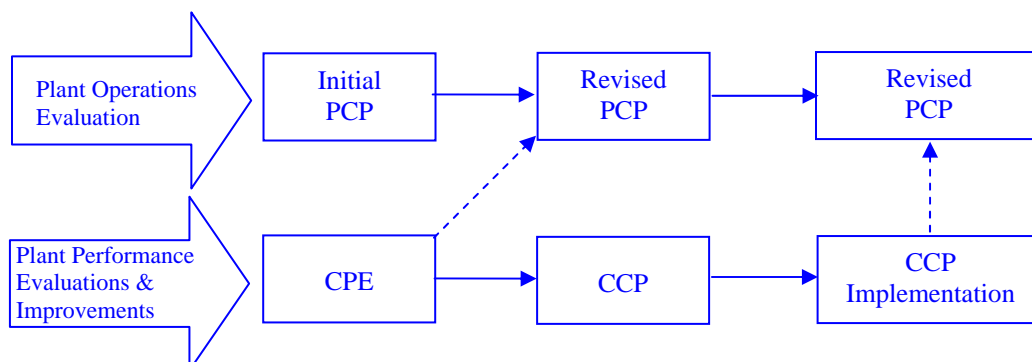 Plant Operations
Evaluation
Initial
PCP
Revised
PCP
Revised
PCP
Plant Performance
Evaluations &
Improvements
CPE
CCP
CCP
Implementation